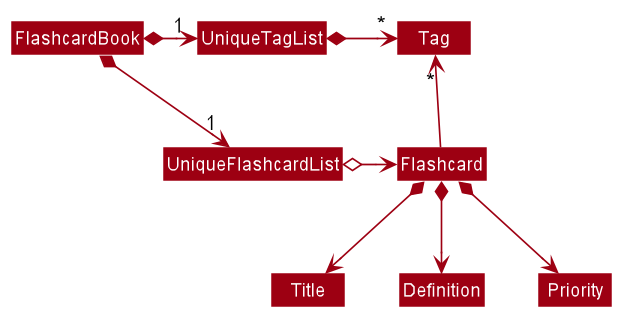 FlashcardBook
1
UniqueTagList
*
Tag
*
1
UniqueFlashcardList
Flashcard
Title
Definition
Priority